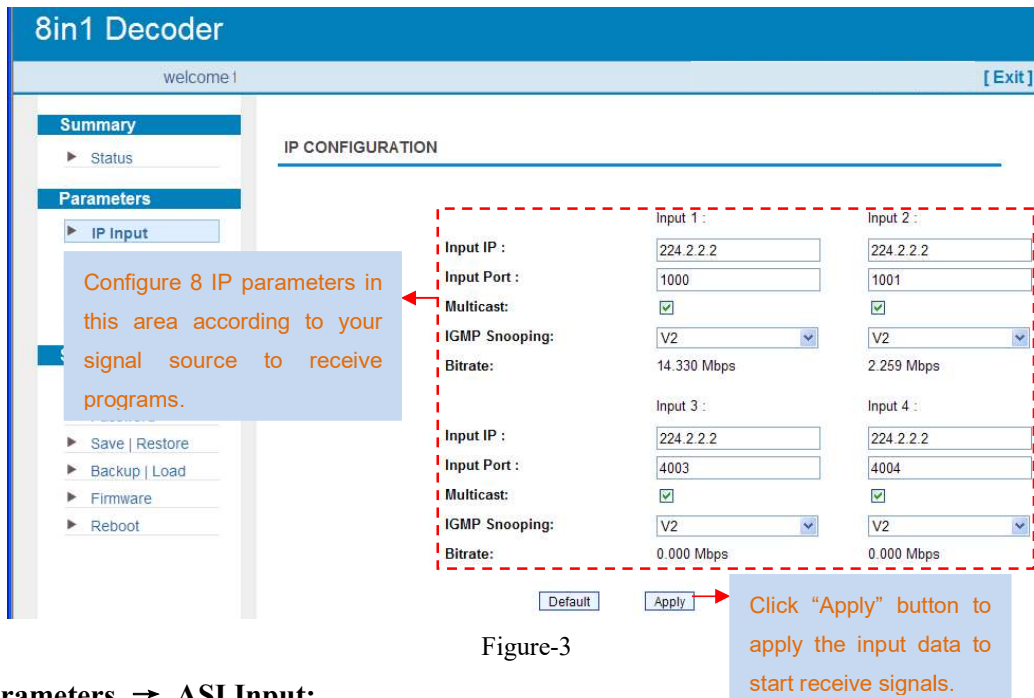 8in1 Decoder
welcome
[ Exit ]
Summary
Status
Parameters
IP Input
IP CONFIGURATION
Input 1 : Input 2 :
Input IP : 224.2.2.2 224.2.2.2
Input Port : 1000 1001
Multicast:
IGMP Snooping: V2 V2
Bitrate: 14.330 Mbps 2.259 Mbps
Input 3 : Input 4 :
Input IP : 224.2.2.2 224.2.2.2
Input Port : 4003 4004
Multicast:
IGMP Snooping: V2 V2
Bitrate: 0.000 Mbps 0.000 Mbps
Default Apply
Configure 8 IP parameters in
this area according to your
signal source to receive
programs.
Save | Restore
Backup | Load
Firmware
Reboot
Click “Apply” button to
apply the input data to
start receive signals.
Figure-3
rameters → ASI Input: